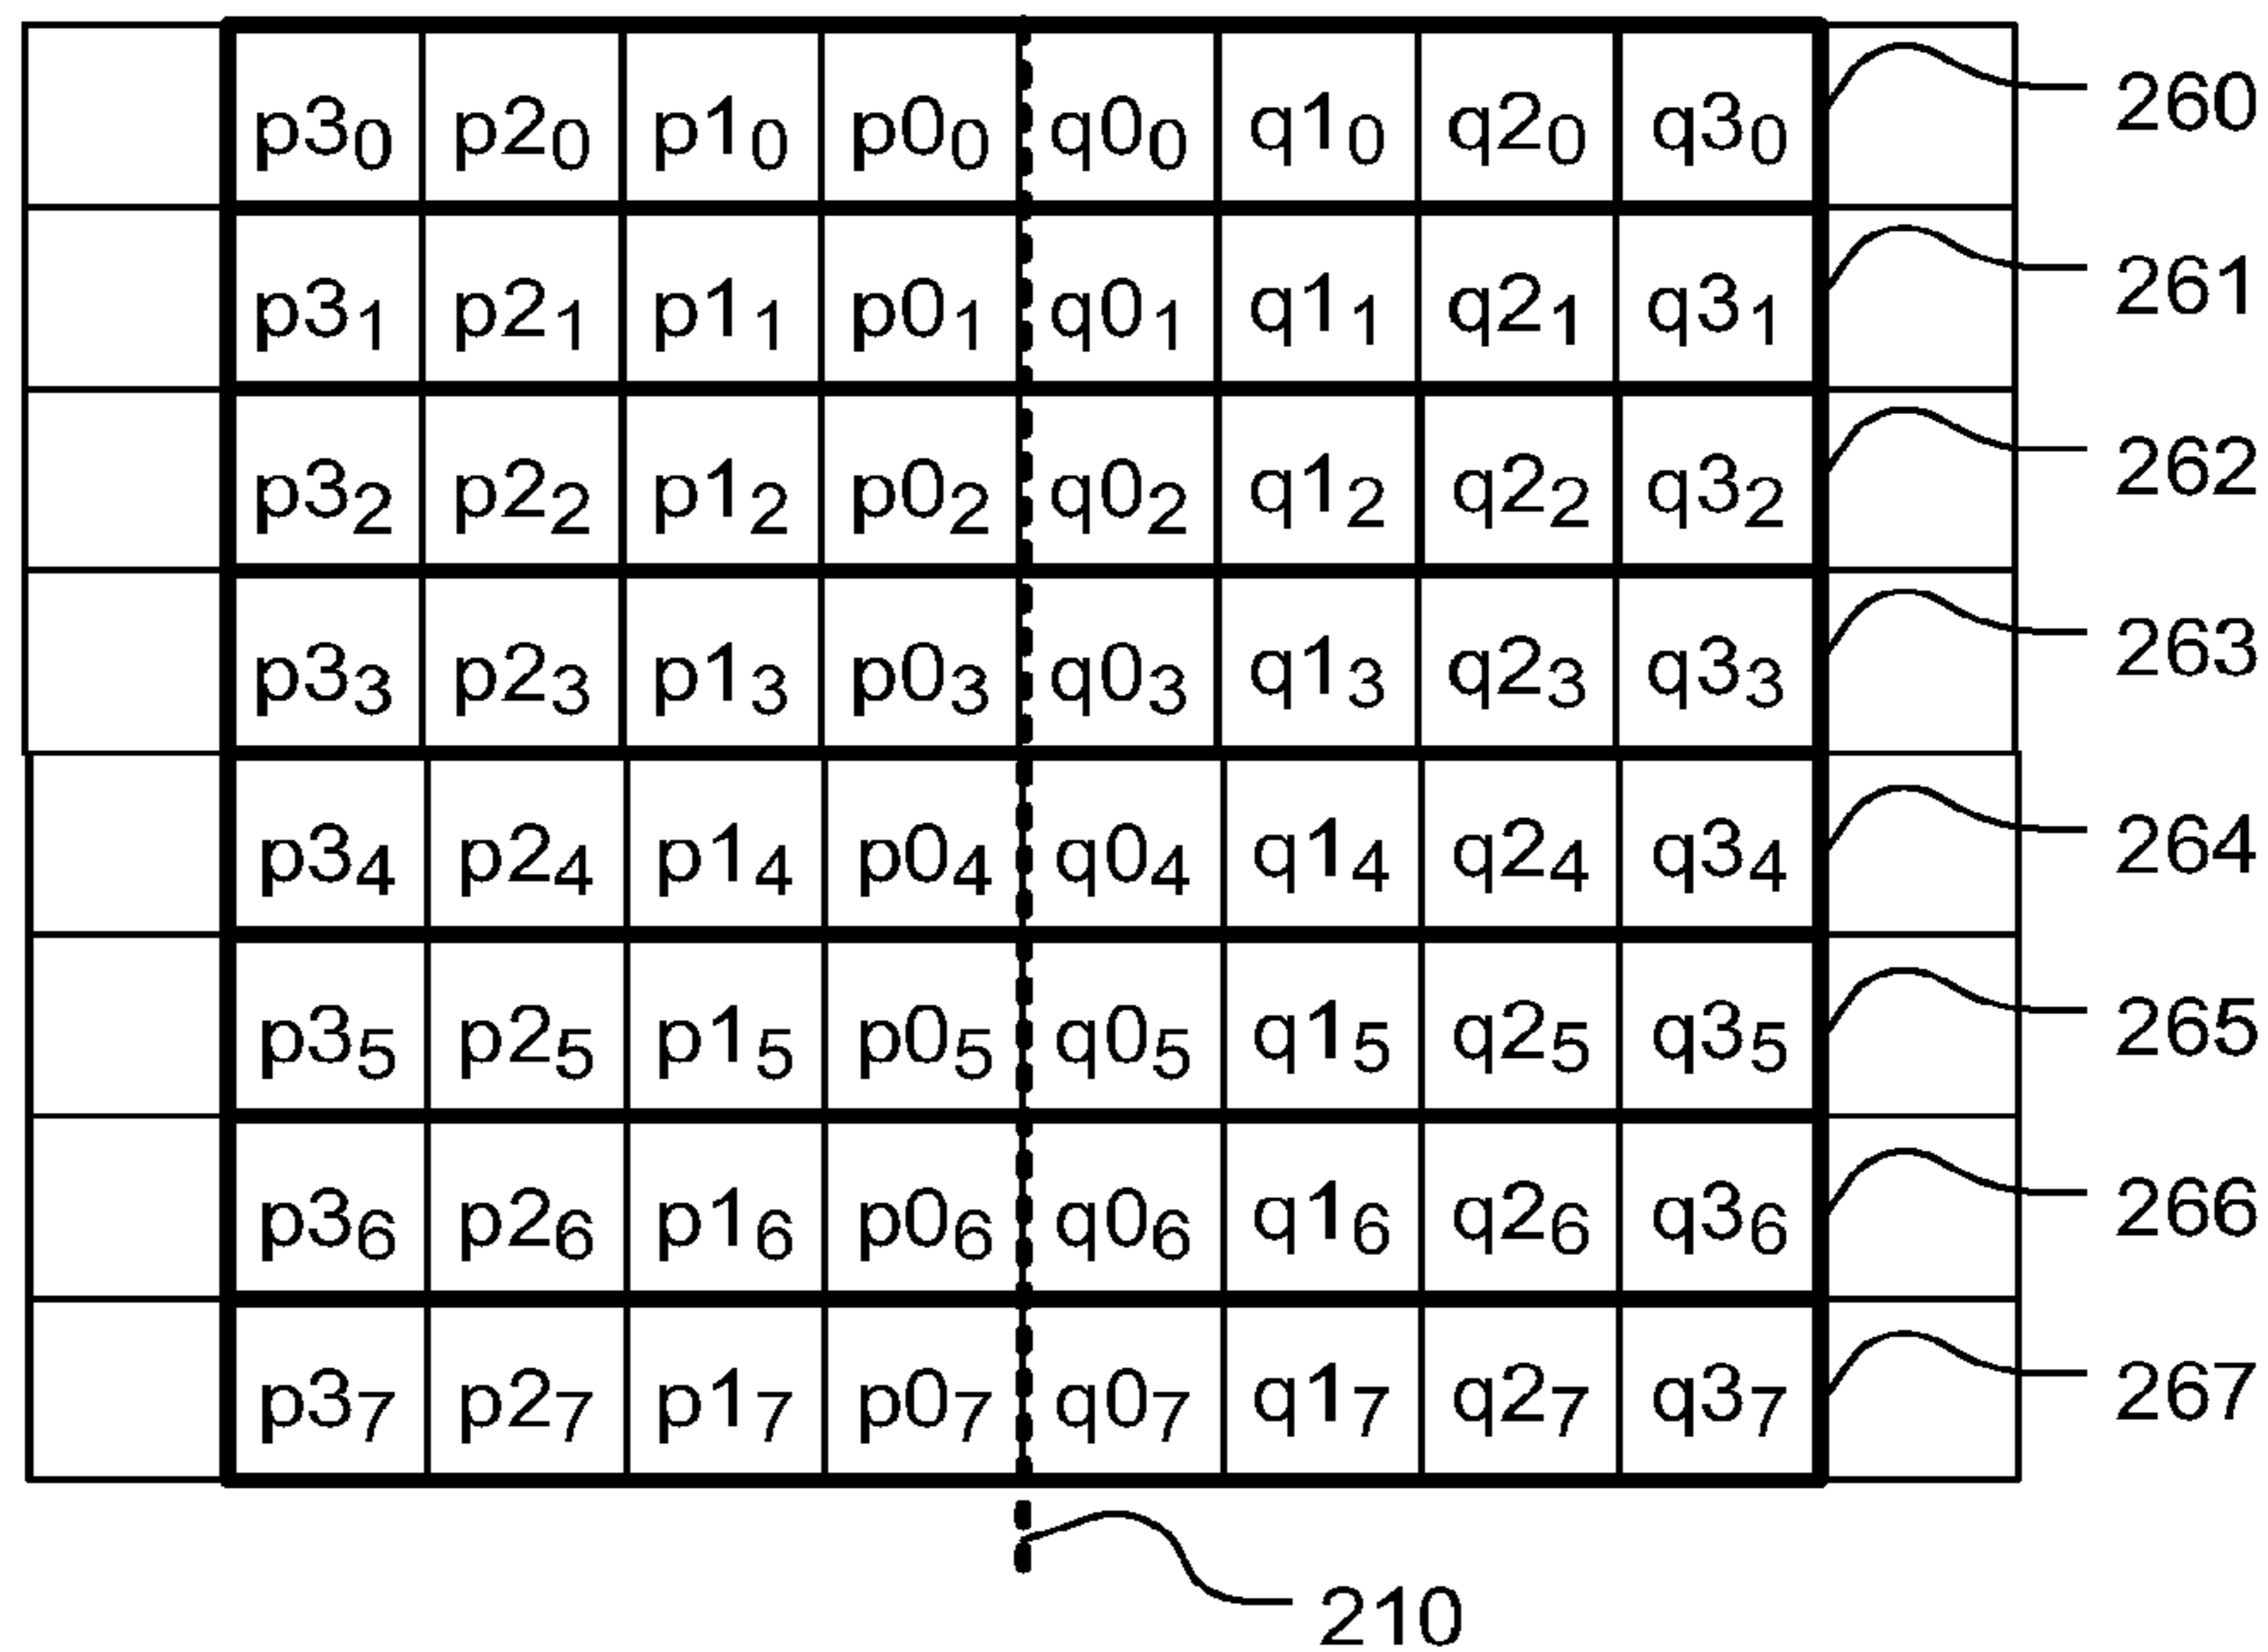 p3₀ p2₀ p1₀ p0₀ q0₀ q1₀ q2₀ q3₀ 260
p3₁ p2₁ p1₁ p0₁ q0₁ q1₁ q2₁ q3₁ 261
p3₂ p2₂ p1₂ p0₂ q0₂ q1₂ q2₂ q3₂ 262
p3₃ p2₃ p1₃ p0₃ q0₃ q1₃ q2₃ q3₃ 263
p3₄ p2₄ p1₄ p0₄ q0₄ q1₄ q2₄ q3₄ 264
p3₅ p2₅ p1₅ p0₅ q0₅ q1₅ q2₅ q3₅ 265
p3₆ p2₆ p1₆ p0₆ q0₆ q1₆ q2₆ q3₆ 266
p3₇ p2₇ p1₇ p0₇ q0₇ q1₇ q2₇ q3₇ 267
210